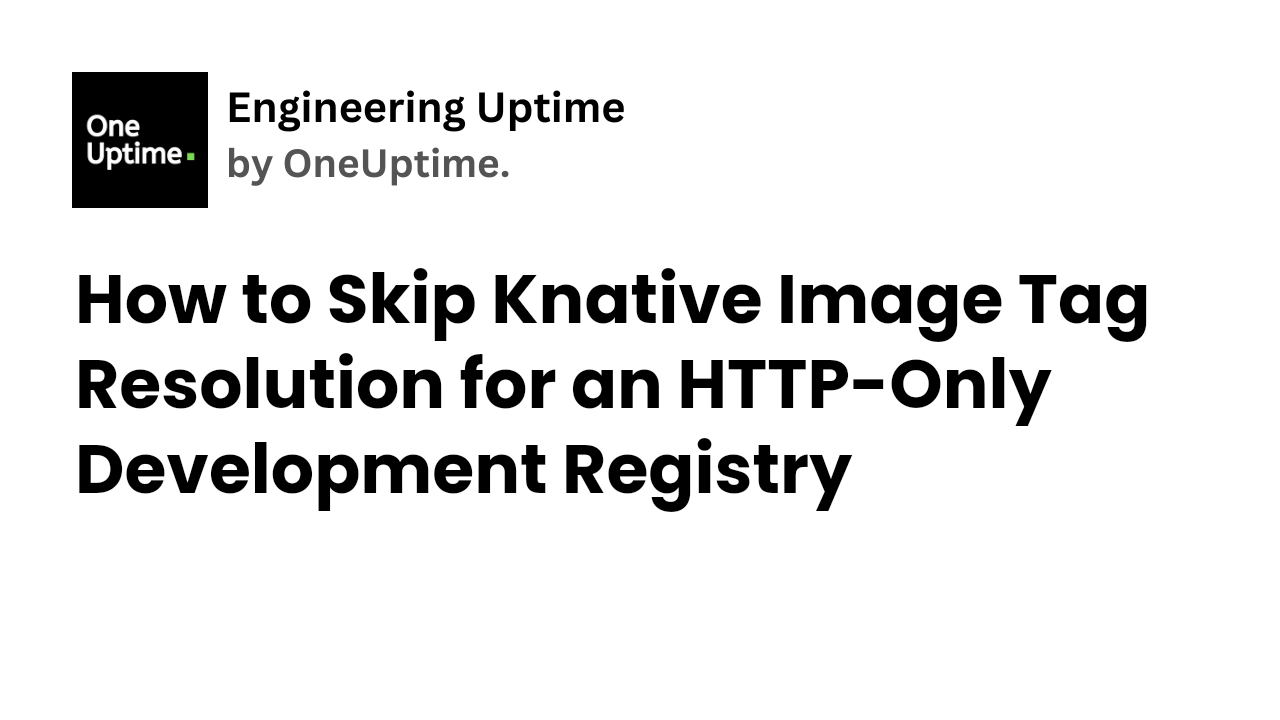 One
Uptime.
Engineering Uptime
by OneUptime.
How to Skip Knative Image Tag
Resolution for an HTTP-Only
Development Registry